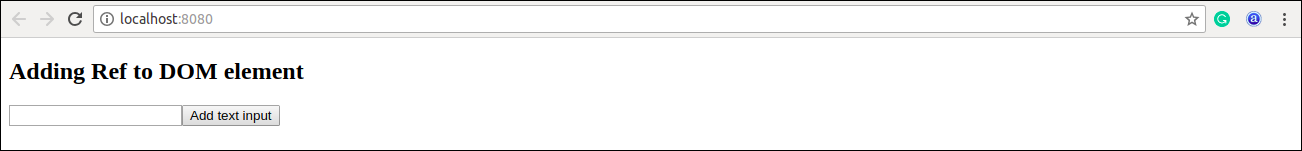 localhost:8080
Adding Ref to DOM element
Add text input